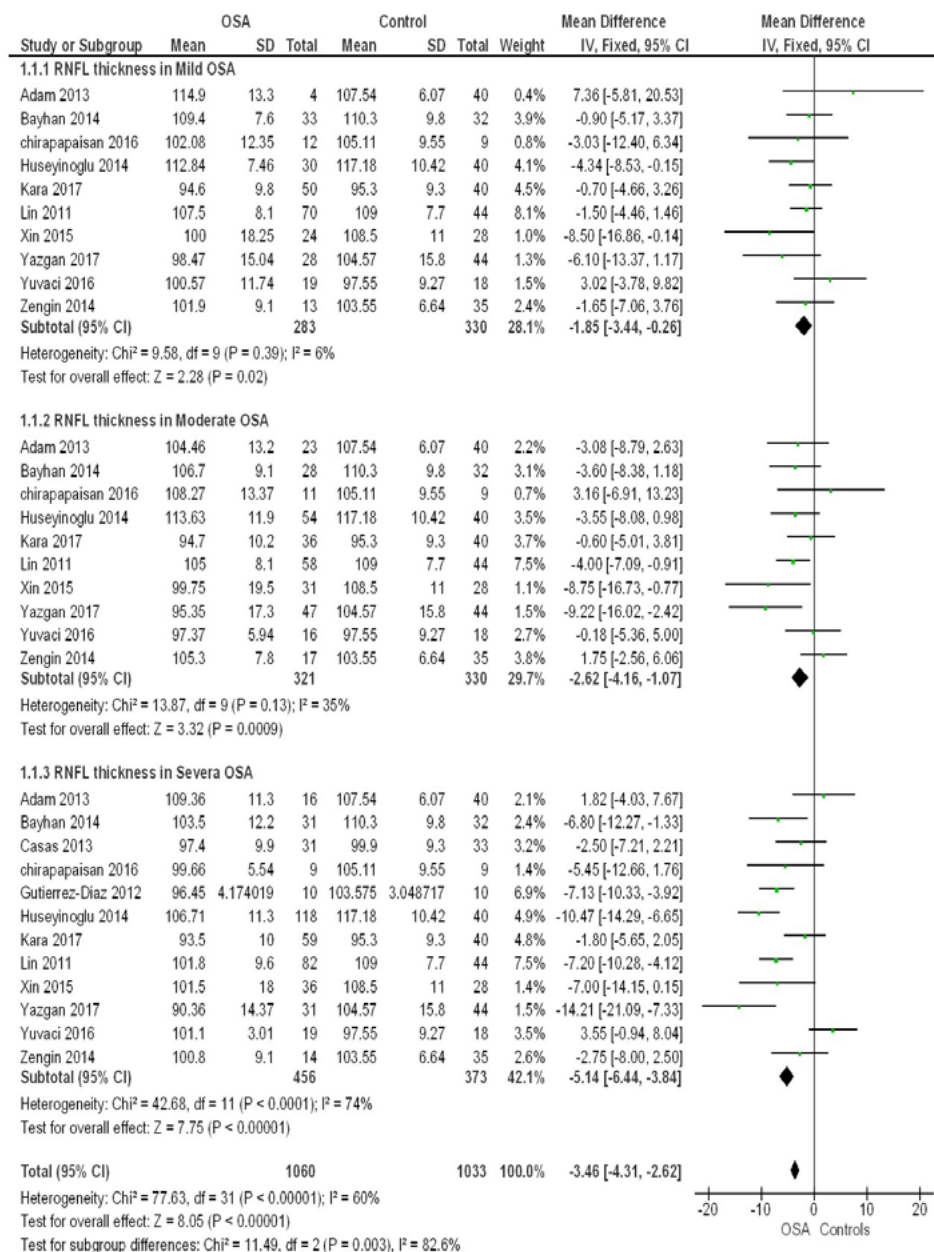 OSA Control Mean Difference Mean Difference
Study or Subgroup Mean SD Total Mean SD Total Weight IV, Fixed, 95% CI IV, Fixed, 95% CI
1.1.1 RNFL thickness in Mild OSA
Adam 2013 114.9 13.3 4 107.54 6.07 40 0.4% 7.36 [-5.81, 20.53]
Bayhan 2014 109.4 7.6 33 110.3 9.8 32 3.9% -0.90 [-5.17, 3.37]
chirapapaisan 2016 102.08 12.35 12 105.11 9.55 9 0.8% -3.03 [-12.40, 6.34]
Huseyinoglu 2014 112.84 7.46 30 117.18 10.42 40 4.1% -4.34 [-8.53, -0.15]
Kara 2017 94.6 9.8 50 95.3 9.3 40 4.5% -0.70 [-4.66, 3.26]
Lin 2011 107.5 8.1 70 109 7.7 44 8.1% -1.50 [-4.46, 1.46]
Xin 2015 100 18.25 24 108.5 11 28 1.0% -8.50 [-16.86, -0.14]
Yazgan 2017 98.47 15.04 28 104.57 15.8 44 1.3% -6.10 [-13.37, 1.17]
Yuvaci 2016 100.57 11.74 19 97.55 9.27 18 1.5% 3.02 [-3.78, 9.82]
Zengin 2014 101.9 9.1 13 103.55 6.64 35 2.4% -1.65 [-7.06, 3.76]
Subtotal (95% CI) 283 330 28.1% -1.85 [-3.44, -0.26]
Heterogeneity: Chi² = 9.58, df = 9 (P = 0.39); I² = 6%
Test for overall effect: Z = 2.28 (P = 0.02)
1.1.2 RNFL thickness in Moderate OSA
Adam 2013 104.46 13.2 23 107.54 6.07 40 2.2% -3.08 [-8.79, 2.63]
Bayhan 2014 106.7 9.1 28 110.3 9.8 32 3.1% -3.60 [-8.38, 1.18]
chirapapaisan 2016 108.27 13.37 11 105.11 9.55 9 0.7% 3.16 [-6.91, 13.23]
Huseyinoglu 2014 113.63 11.9 54 117.18 10.42 40 3.5% -3.55 [-8.08, 0.98]
Kara 2017 94.7 10.2 36 95.3 9.3 40 3.7% -0.60 [-5.01, 3.81]
Lin 2011 105 8.1 58 109 7.7 44 7.5% -4.00 [-7.09, -0.91]
Xin 2015 99.75 19.5 31 108.5 11 28 1.1% -8.75 [-16.73, -0.77]
Yazgan 2017 95.35 17.3 47 104.57 15.8 44 1.5% -9.22 [-16.02, -2.42]
Yuvaci 2016 97.37 5.94 16 97.55 9.27 18 2.7% -0.18 [-5.36, 5.00]
Zengin 2014 105.3 7.8 17 103.55 6.64 35 3.8% 1.75 [-2.56, 6.06]
Subtotal (95% CI) 321 330 29.7% -2.62 [-4.16, -1.07]
Heterogeneity: Chi² = 13.87, df = 9 (P = 0.13); I² = 35%
Test for overall effect: Z = 3.32 (P = 0.0009)
1.1.3 RNFL thickness in Severa OSA
Adam 2013 109.36 11.3 16 107.54 6.07 40 2.1% 1.82 [-4.03, 7.67]
Bayhan 2014 103.5 12.2 31 110.3 9.8 32 2.4% -6.80 [-12.27, -1.33]
Casas 2013 97.4 9.9 31 99.9 9.3 33 3.2% -2.50 [-7.21, 2.21]
chirapapaisan 2016 99.66 5.54 9 105.11 9.55 9 1.4% -5.45 [-12.66, 1.76]
Gutierrez-Diaz 2012 96.45 4.174019 10 103.575 3.048717 10 6.9% -7.13 [-10.33, -3.92]
Huseyinoglu 2014 106.71 11.3 118 117.18 10.42 40 4.9% -10.47 [-14.29, -6.65]
Kara 2017 93.5 10 59 95.3 9.3 40 4.8% -1.80 [-5.65, 2.05]
Lin 2011 101.8 9.6 82 109 7.7 44 7.5% -7.20 [-10.28, -4.12]
Xin 2015 101.5 18 36 108.5 11 28 1.4% -7.00 [-14.15, 0.15]
Yazgan 2017 90.36 14.37 31 104.57 15.8 44 1.5% -14.21 [-21.09, -7.33]
Yuvaci 2016 101.1 3.01 19 97.55 9.27 18 3.5% 3.55 [-0.94, 8.04]
Zengin 2014 100.8 9.1 14 103.55 6.64 35 2.6% -2.75 [-8.00, 2.50]
Subtotal (95% CI) 456 373 42.1% -5.14 [-6.44, -3.84]
Heterogeneity: Chi² = 42.68, df = 11 (P < 0.0001); I² = 74%
Test for overall effect: Z = 7.75 (P < 0.00001)
Total (95% CI) 1060 1033 100.0% -3.46 [-4.31, -2.62]
Heterogeneity: Chi² = 77.63, df = 31 (P < 0.00001); I² = 60%
Test for overall effect: Z = 8.05 (P < 0.00001)
Test for subgroup differences: Chi² = 11.49, df = 2 (P = 0.003), I² = 82.6%
-20 -10 0 10 20
OSA Controls